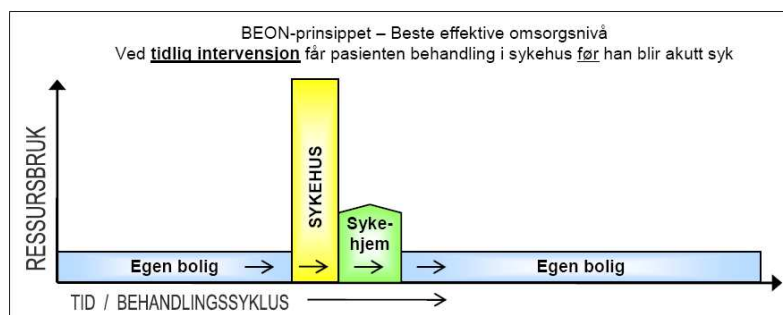 BEON-prinsippet – Beste effektive omsorgsnivå
Ved tidlig intervensjon får pasienten behandling i sykehus før han blir akutt syk
RESSURSBRUK
SYKEHUS
Syke-
hjem
Egen bolig
Egen bolig
TID / BEHANDLINGSSYKLUS